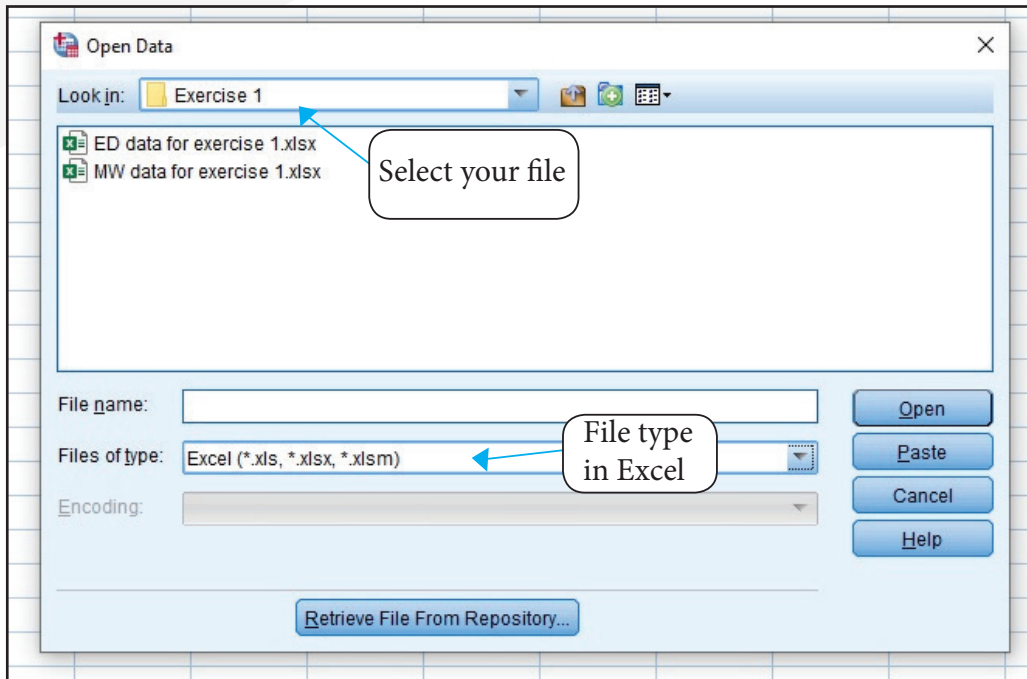 Open Data
Look in: Exercise 1
ED data for exercise 1.xlsx
MW data for exercise 1.xlsx
Select your file
File name:
Open
File type
in Excel
Files of type: Excel (*.xls, *.xlsx, *.xlsm)
Paste
Encoding:
Cancel
Help
Retrieve File From Repository...